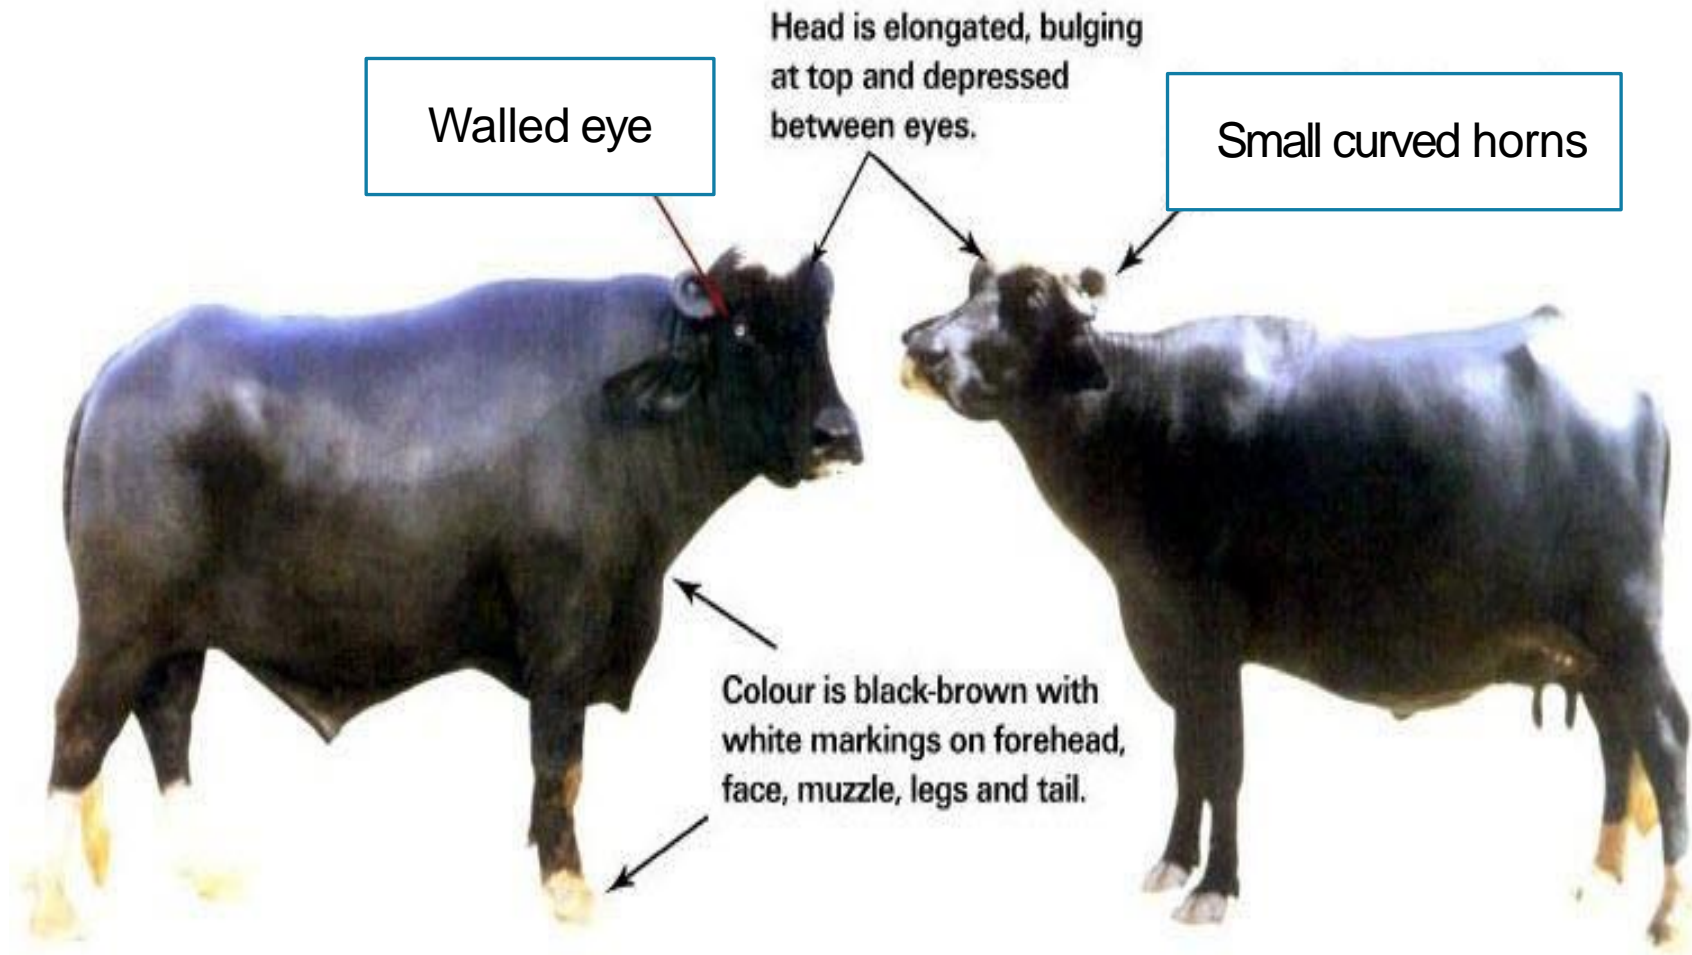 Head is elongated, bulging
at top and depressed
between eyes.
Walled eye
Small curved horns
Colour is black-brown with
white markings on forehead,
face, muzzle, legs and tail.